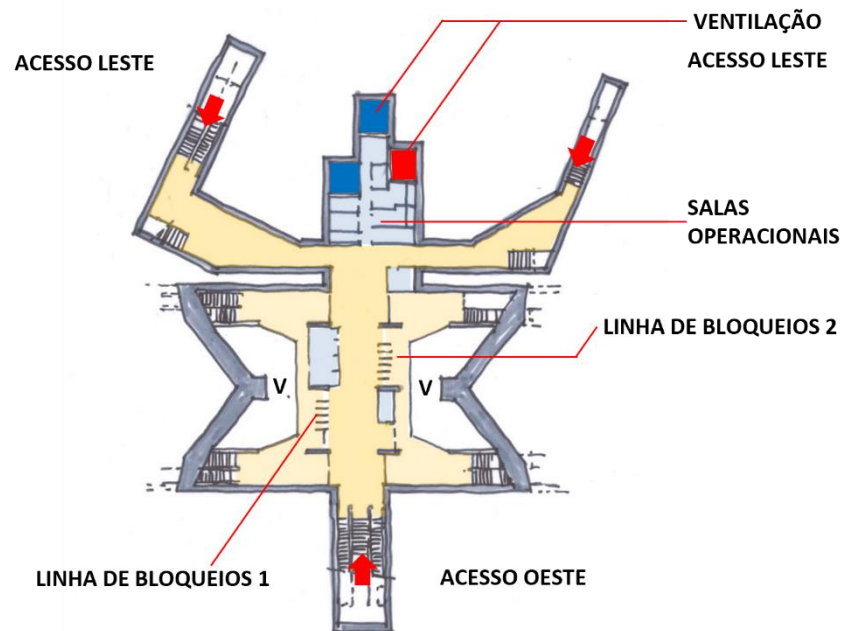 VENTILAÇÃO
ACESSO LESTE
ACESSO LESTE
SALAS
OPERACIONAIS
LINHA DE BLOQUEIOS 2
V
V
LINHA DE BLOQUEIOS 1
ACESSO OESTE